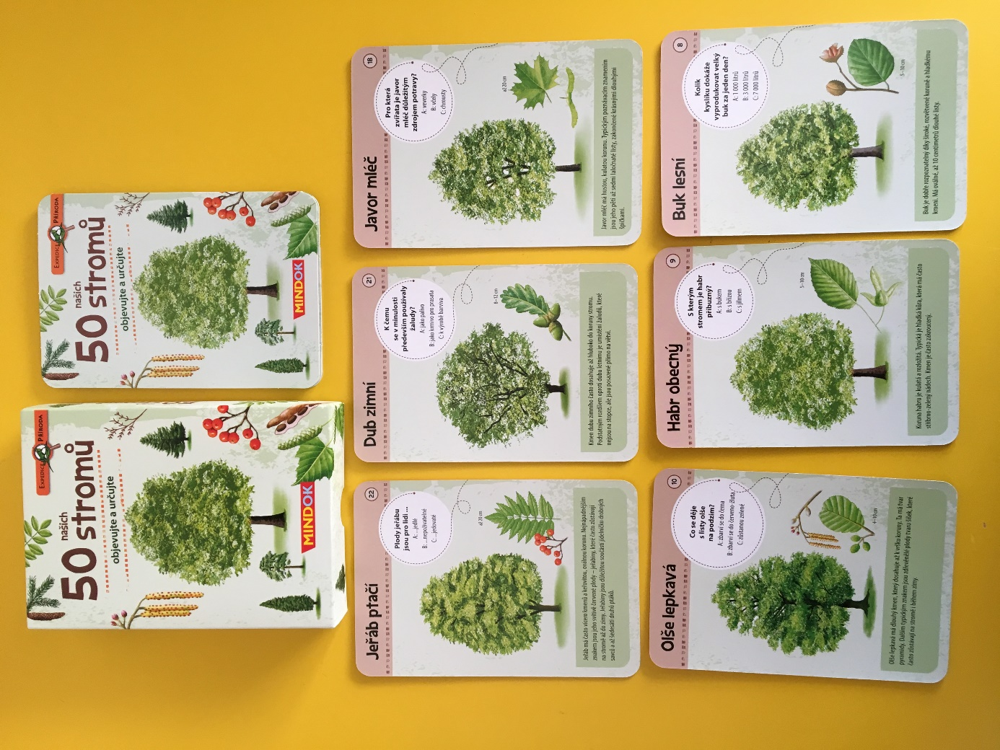 EXPEDICE PŘÍRODA
našich
50 stromů
objevujte a určujte
MINDOK
EXPEDICE PŘÍRODA
našich
50 stromů
objevujte a určujte
MINDOK
Jeřáb ptačí
22
Plody jeřábu
jsou pro lidi ...
A: ...jedlé
B: ...nepoživatelné
C: ...jedovaté
až 20 cm
Jeřáb má často vícero kmenů a keřovitou, oválnou korunu. Nejnápadnějším
znakem jsou jeho svítivě červené plody – jeřabiny, které často zůstávají
na stromě až do zimy. Jeřabiny jsou důležitou součástí jídelníčku drobných
savců a až šedesáti druhů ptáků.
Dub zimní
21
K čemu
se v minulosti
především používaly
žaludy?
A: jako palivo
B: jako krmivo pro prasata
C: k výrobě barviva
8–12 cm
Kmen dubu zimního často dosahuje až hluboko do koruny stromu.
Podstatným rozdílem oproti dubu letnímu je umístění žaludů, které
nejsou na stopce, ale jsou posazené přímo na větvi.
Javor mléč
18
Pro která
zvířata je javor
mléč důležitým
zdrojem potravy?
A: veverky
B: včely
C: chrousty
až 20 cm
Javor mléč má hustou, kulatou korunu. Typickým poznávacím znamením
jsou jeho pěti až sedmi laločnaté listy, zakončené krásnými dlouhými
špičkami.
Olše lepkavá
10
Co se děje
s listy olše
na podzim?
A: zbarví se do černa
B: zbarví se do červeno žluta
C: zůstanou zelené
4–10 cm
Olše lepkavá má dlouhý kmen, který dosahuje až k vršku koruny. Ta má tvar
pyramidy. Dalším typickým znakem jsou zdřevěnělé plody tvaru šišek, které
často zůstávají na stromě i během zimy.
Habr obecný
9
S kterým
stromem je habr
příbuzný?
A: s bukem
B: s břízou
C: s jilmem
5–10 cm
Koruna habru je kulatá a rozložitá. Typická je hladká kůra, která má často
stříbrno-zelený nádech. Kmen je často zakroucený.
Buk lesní
8
Kolik
kyslíku dokáže
vyprodukovat velký
buk za jeden den?
A: 1 000 litrů
B: 3 000 litrů
C: 7 000 litrů
5–10 cm
Buk je dobře rozpoznatelný díky široké, rozvětvené koruně a hladkému
kmeni. Má oválné, až 10 centimetrů dlouhé listy.